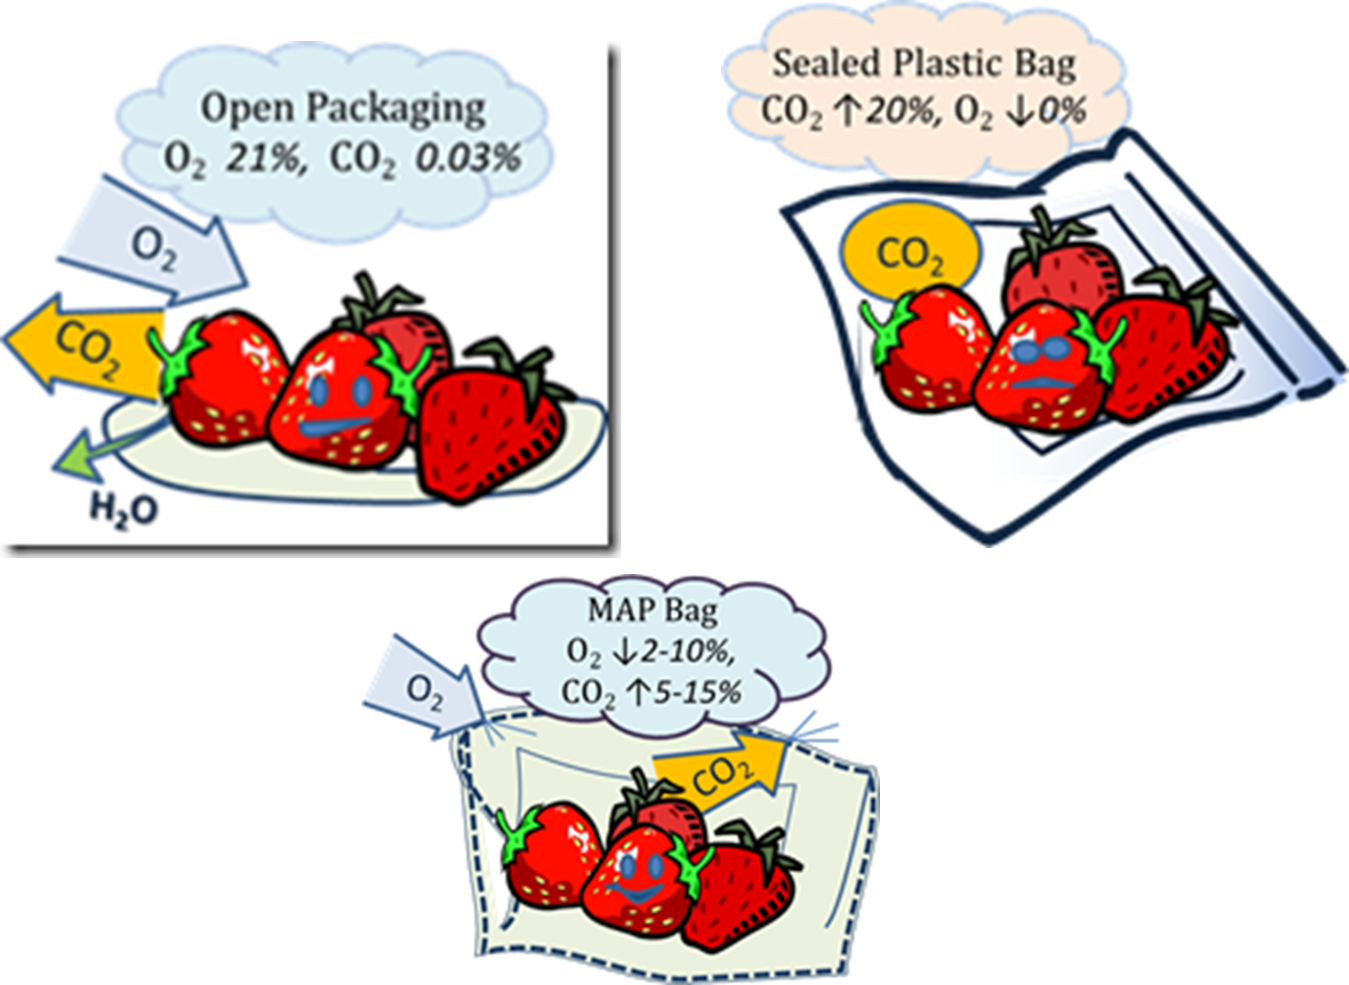 Open Packaging
O₂ 21%, CO₂ 0.03%
O₂
CO₂
H₂O
Sealed Plastic Bag
CO₂ ↑20%, O₂ ↓0%
CO₂
MAP Bag
O₂ ↓2-10%,
CO₂ ↑5-15%
O₂
CO₂